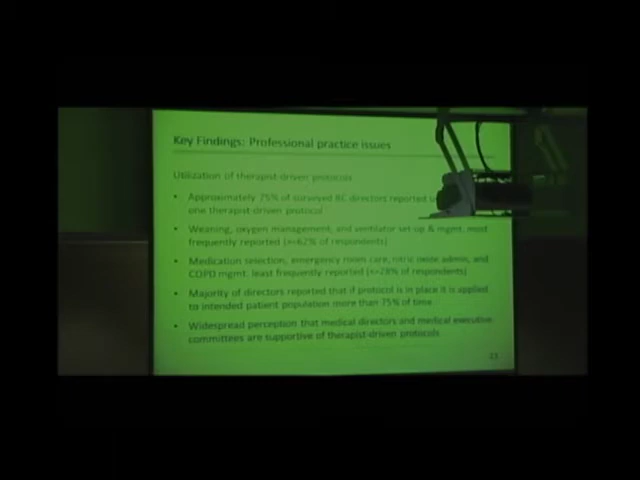 Key Findings: Professional practice issues
Utilization of therapist-driven protocols
• Approximately 75% of surveyed RC directors reported
one therapist-driven protocol
• Weaning, oxygen management, and ventilator set-up & mgmt. most
frequently reported (>62% of respondents)
• Medication selection, emergency room care, nitric oxide admin, and
COPD mgmt. least frequently reported (<28% of respondents)
• Majority of directors reported that if protocol is in place it is applied
to intended patient population more than 75% of time
• Widespread perception that medical directors and medical executive
committees are supportive of therapist-driven protocols